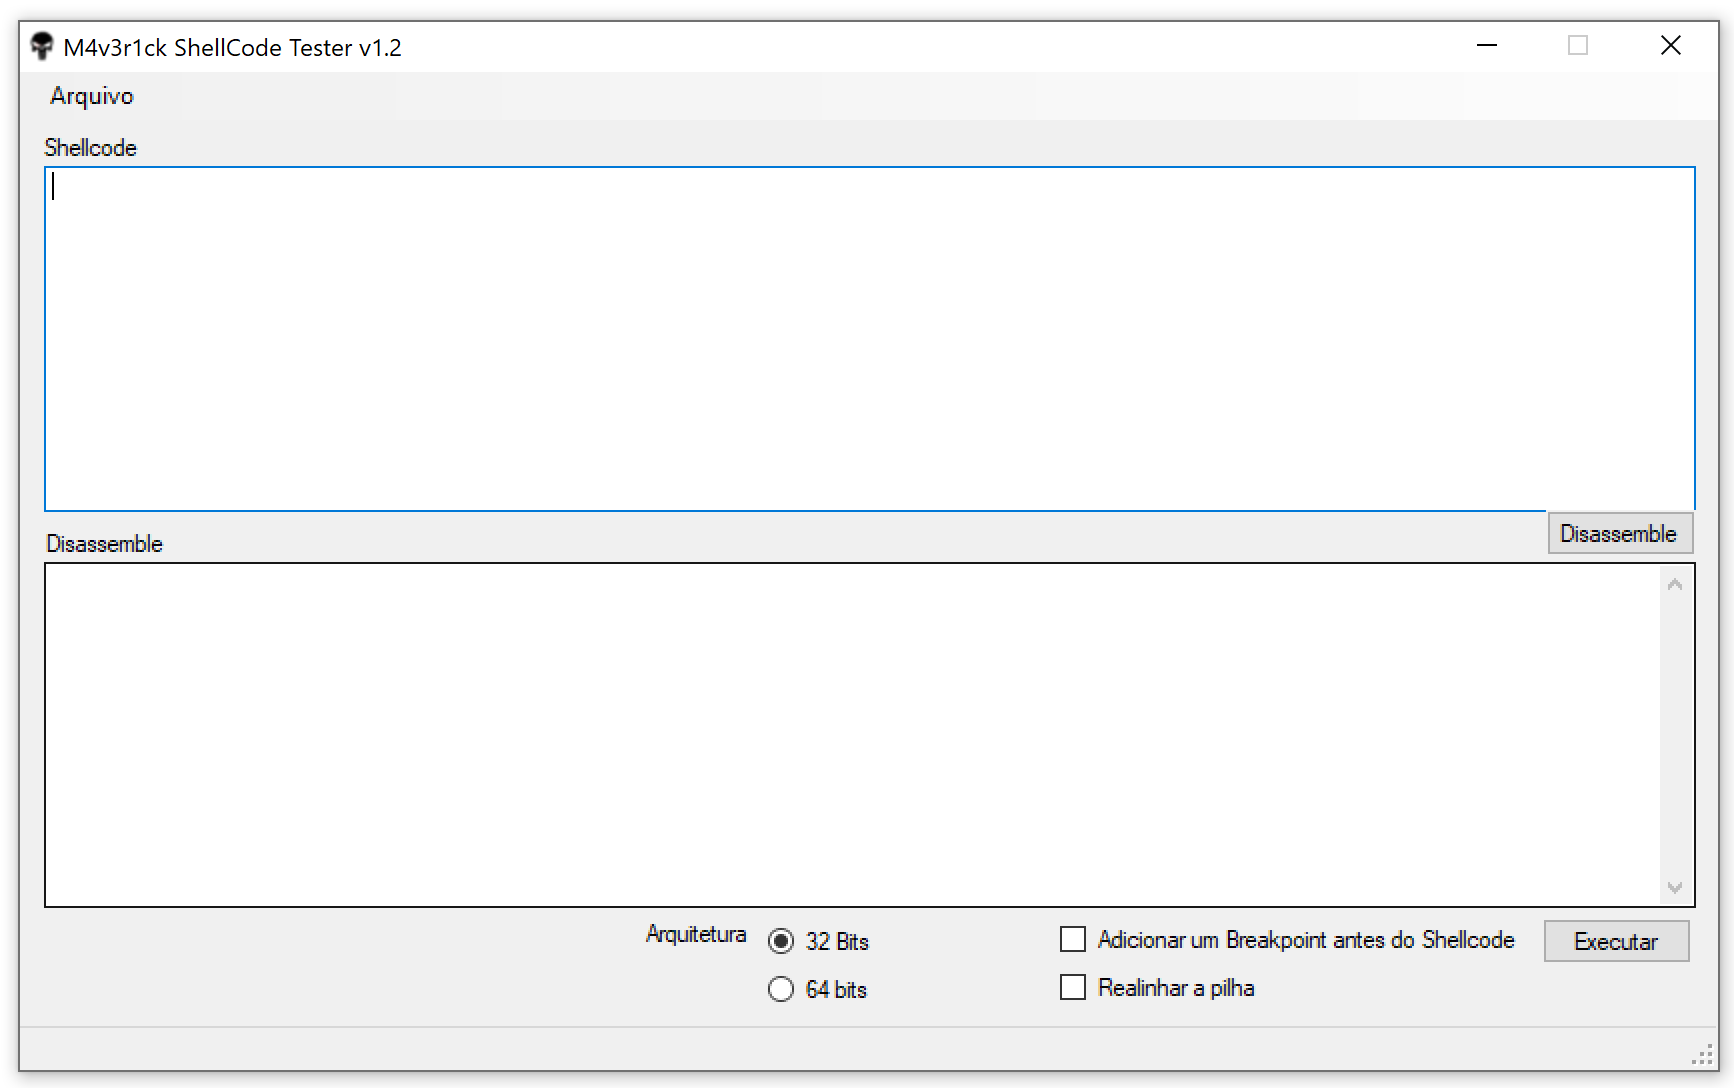 M4v3r1ck ShellCode Tester v1.2
Arquivo
Shellcode
Disassemble
Disassemble
Arquitetura
32 Bits
64 bits
Adicionar um Breakpoint antes do Shellcode
Realinhar a pilha
Executar